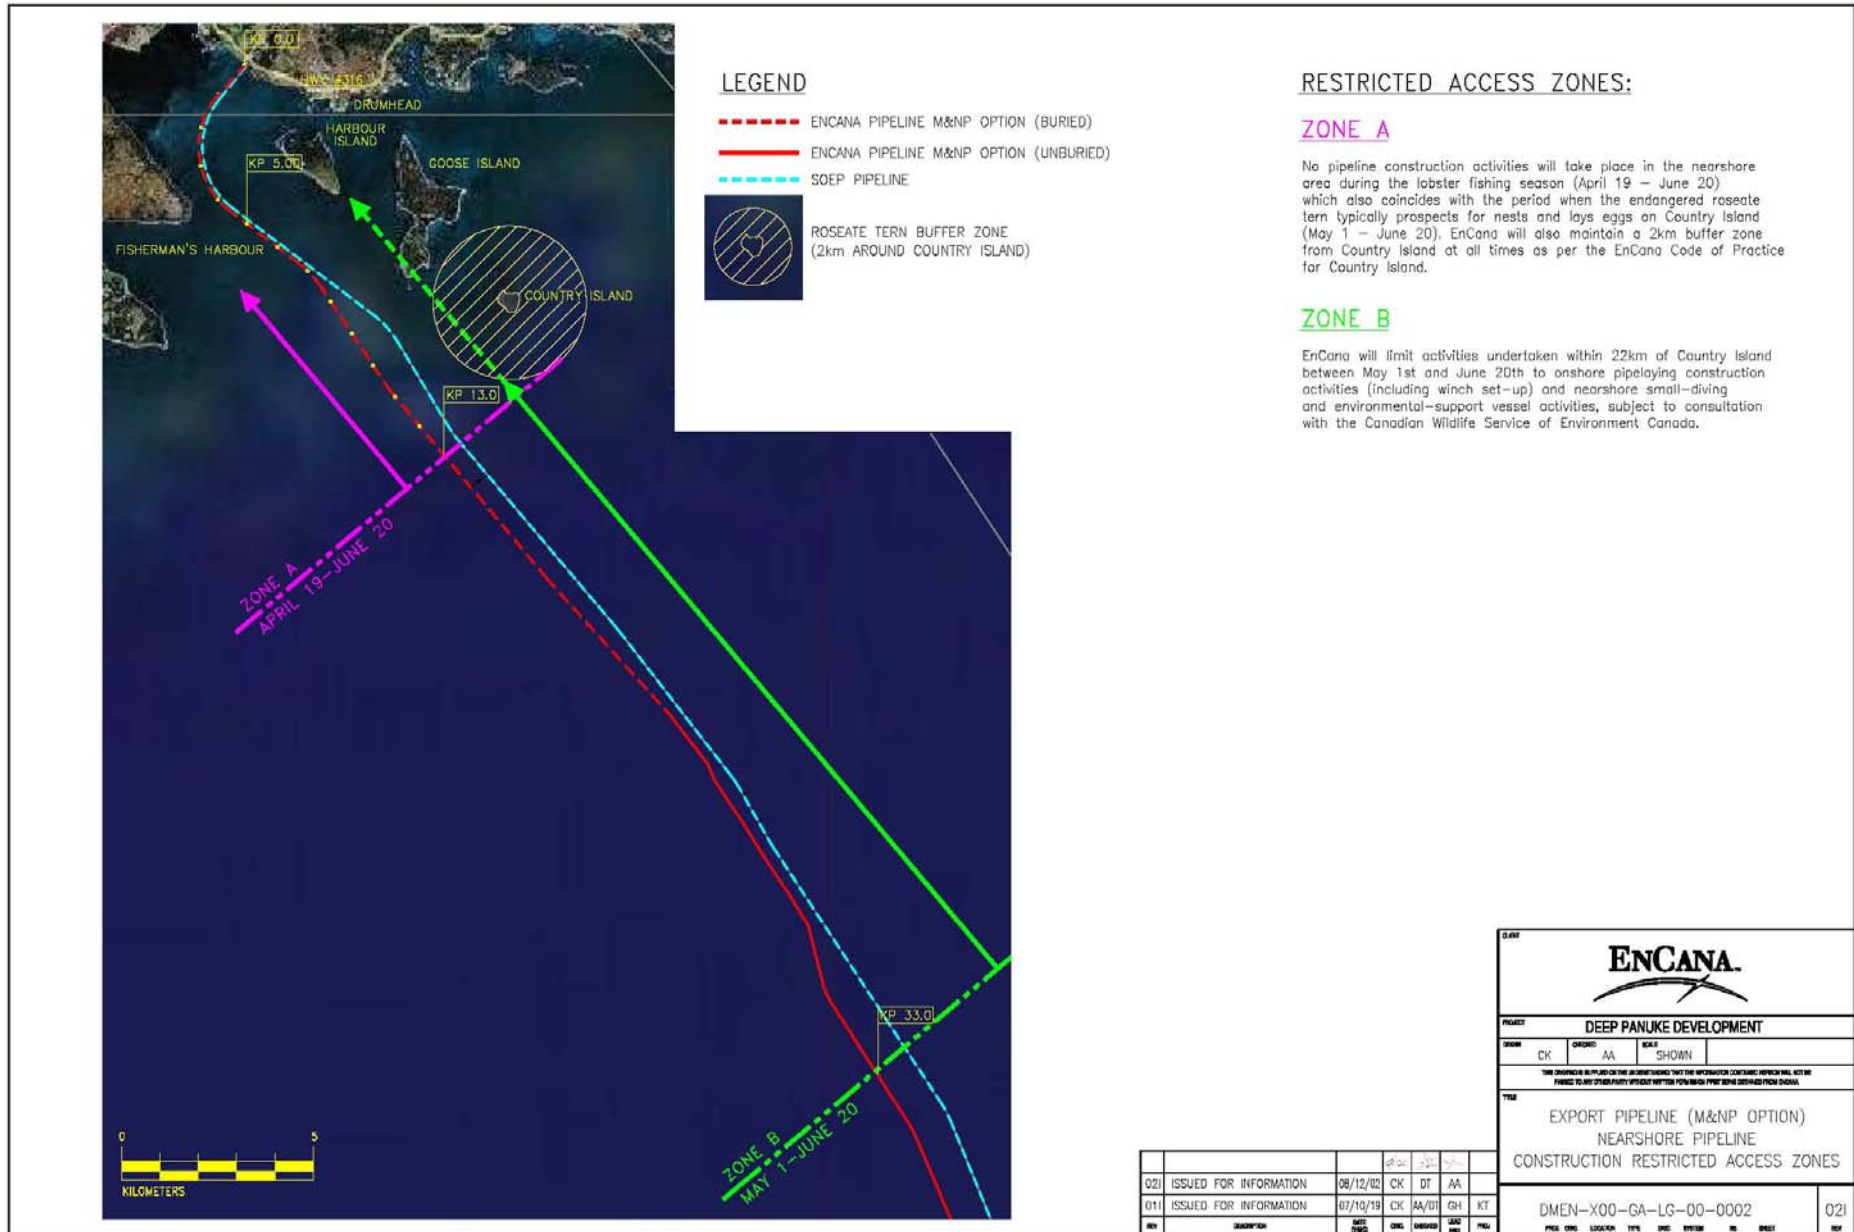 KP 0.0
HWY #316
DRUMHEAD
HARBOUR
ISLAND
KP 5.00
GOOSE ISLAND
FISHERMAN'S HARBOUR
COUNTRY ISLAND
KP 13.0
ZONE A
APRIL 19-JUNE 20
KP 33.0
ZONE B
MAY 1-JUNE 20
0 5
KILOMETERS
LEGEND
ENCANA PIPELINE M&NP OPTION (BURIED)
ENCANA PIPELINE M&NP OPTION (UNBURIED)
SOEP PIPELINE
ROSEATE TERN BUFFER ZONE
(2km AROUND COUNTRY ISLAND)
RESTRICTED ACCESS ZONES:
ZONE A
No pipeline construction activities will take place in the nearshore
area during the lobster fishing season (April 19 – June 20)
which also coincides with the period when the endangered roseate
tern typically prospects for nests and lays eggs on Country Island
(May 1 – June 20). EnCana will also maintain a 2km buffer zone
from Country Island at all times as per the EnCana Code of Practice
for Country Island.
ZONE B
EnCana will limit activities undertaken within 22km of Country Island
between May 1st and June 20th to onshore pipelaying construction
activities (including winch set-up) and nearshore small-diving
and environmental-support vessel activities, subject to consultation
with the Canadian Wildlife Service of Environment Canada.
CLIENT
ENCANA™
PROJECT
DEEP PANUKE DEVELOPMENT
CK AA SHOWN
TITLE
EXPORT PIPELINE (M&NP OPTION)
NEARSHORE PIPELINE
CONSTRUCTION RESTRICTED ACCESS ZONES
DMEN-X00-GA-LG-00-0002 02I
02I ISSUED FOR INFORMATION 08/12/02 CK DT AA
01I ISSUED FOR INFORMATION 07/10/19 CK AA/DT GH KT
REV DESCRIPTION